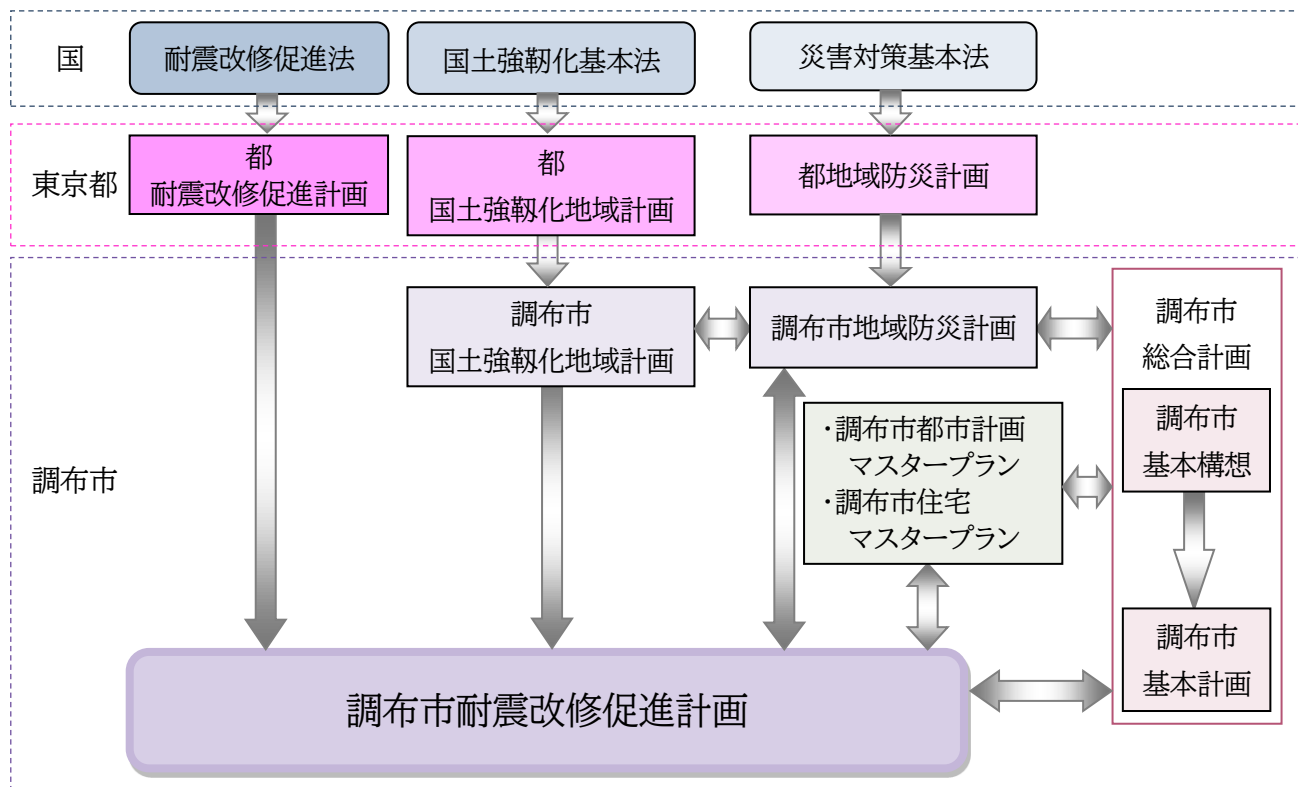 国
耐震改修促進法
国土強靱化基本法
災害対策基本法
東京都
都
耐震改修促進計画
都
国土強靱化地域計画
都地域防災計画
調布市
調布市
国土強靱化地域計画
調布市地域防災計画
調布市
総合計画
調布市
基本構想
・調布市都市計画
マスタープラン
・調布市住宅
マスタープラン
調布市
基本計画
調布市耐震改修促進計画